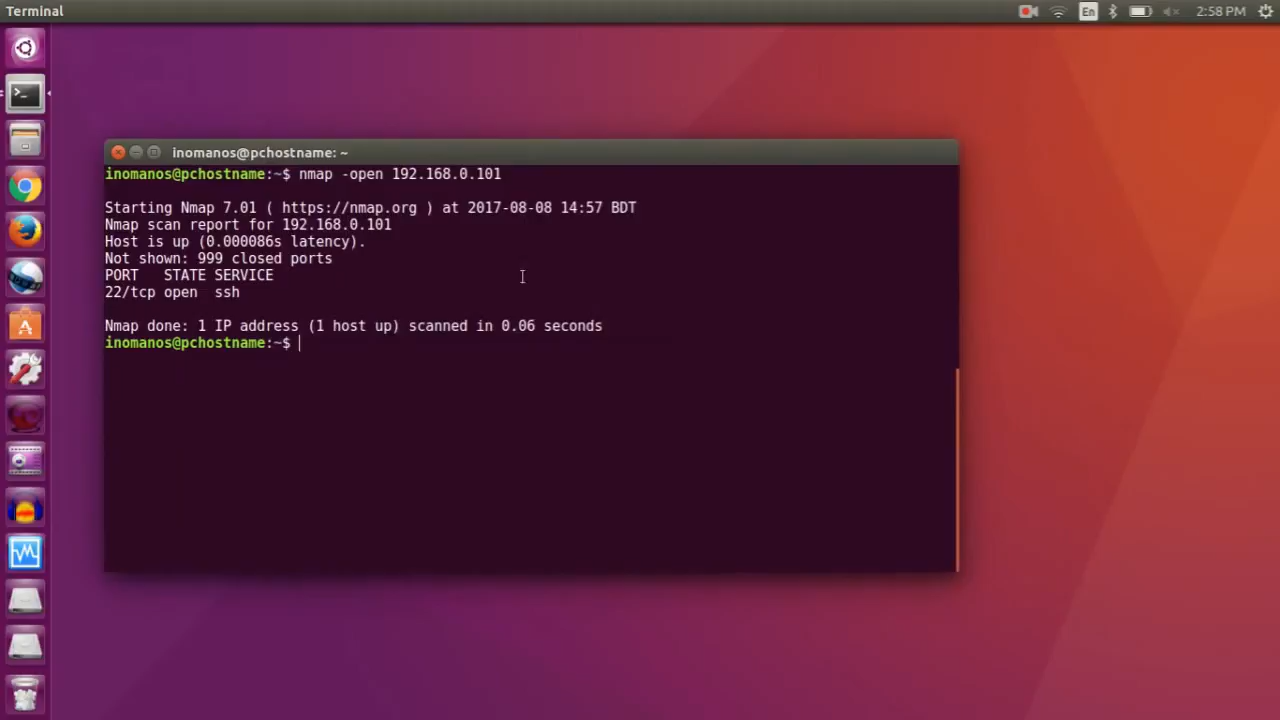 Terminal
En
2:58 PM
inomanos@pchostname: ~
inomanos@pchostname:~$ nmap -open 192.168.0.101
Starting Nmap 7.01 ( https://nmap.org ) at 2017-08-08 14:57 BDT
Nmap scan report for 192.168.0.101
Host is up (0.000086s latency).
Not shown: 999 closed ports
PORT   STATE SERVICE
22/tcp open  ssh
Nmap done: 1 IP address (1 host up) scanned in 0.06 seconds
inomanos@pchostname:~$